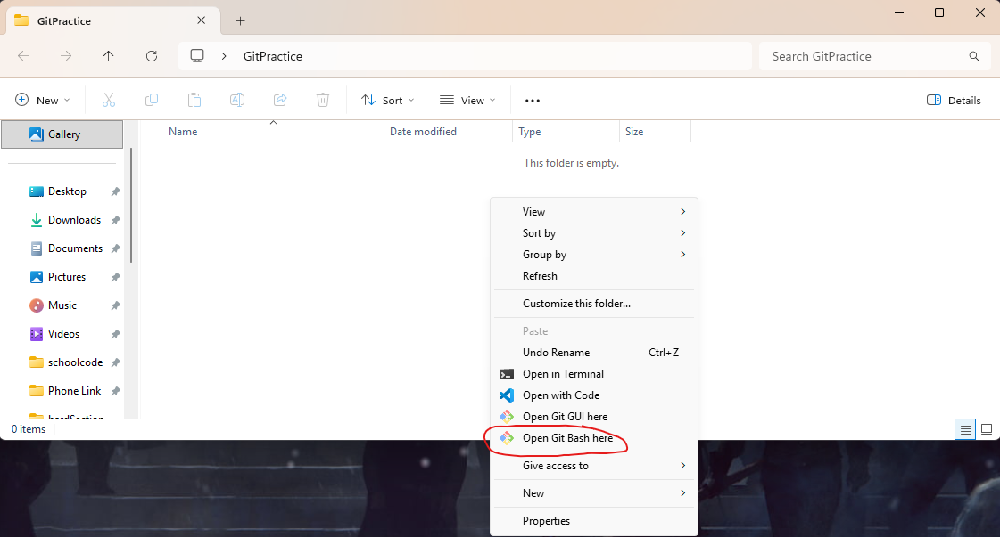 GitPractice
GitPractice
Search GitPractice
New
Sort
View
Details
Gallery
Name
Date modified
Type
Size
This folder is empty.
Desktop
Downloads
Documents
Pictures
Music
Videos
schoolcode
Phone Link
0 items
View
Sort by
Group by
Refresh
Customize this folder...
Paste
Undo Rename Ctrl+Z
Open in Terminal
Open with Code
Open Git GUI here
Open Git Bash here
Give access to
New
Properties